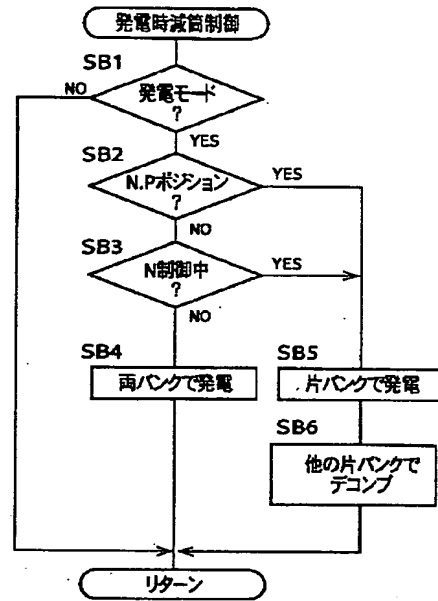 発電時減筒制御
SB1
NO
発電モード
?
YES
SB2
N.Pポジション
?
YES
NO
SB3
N制御中
?
YES
NO
SB4
両バンクで発電
SB5
片バンクで発電
SB6
他の片バンクで
デコンプ
リターン